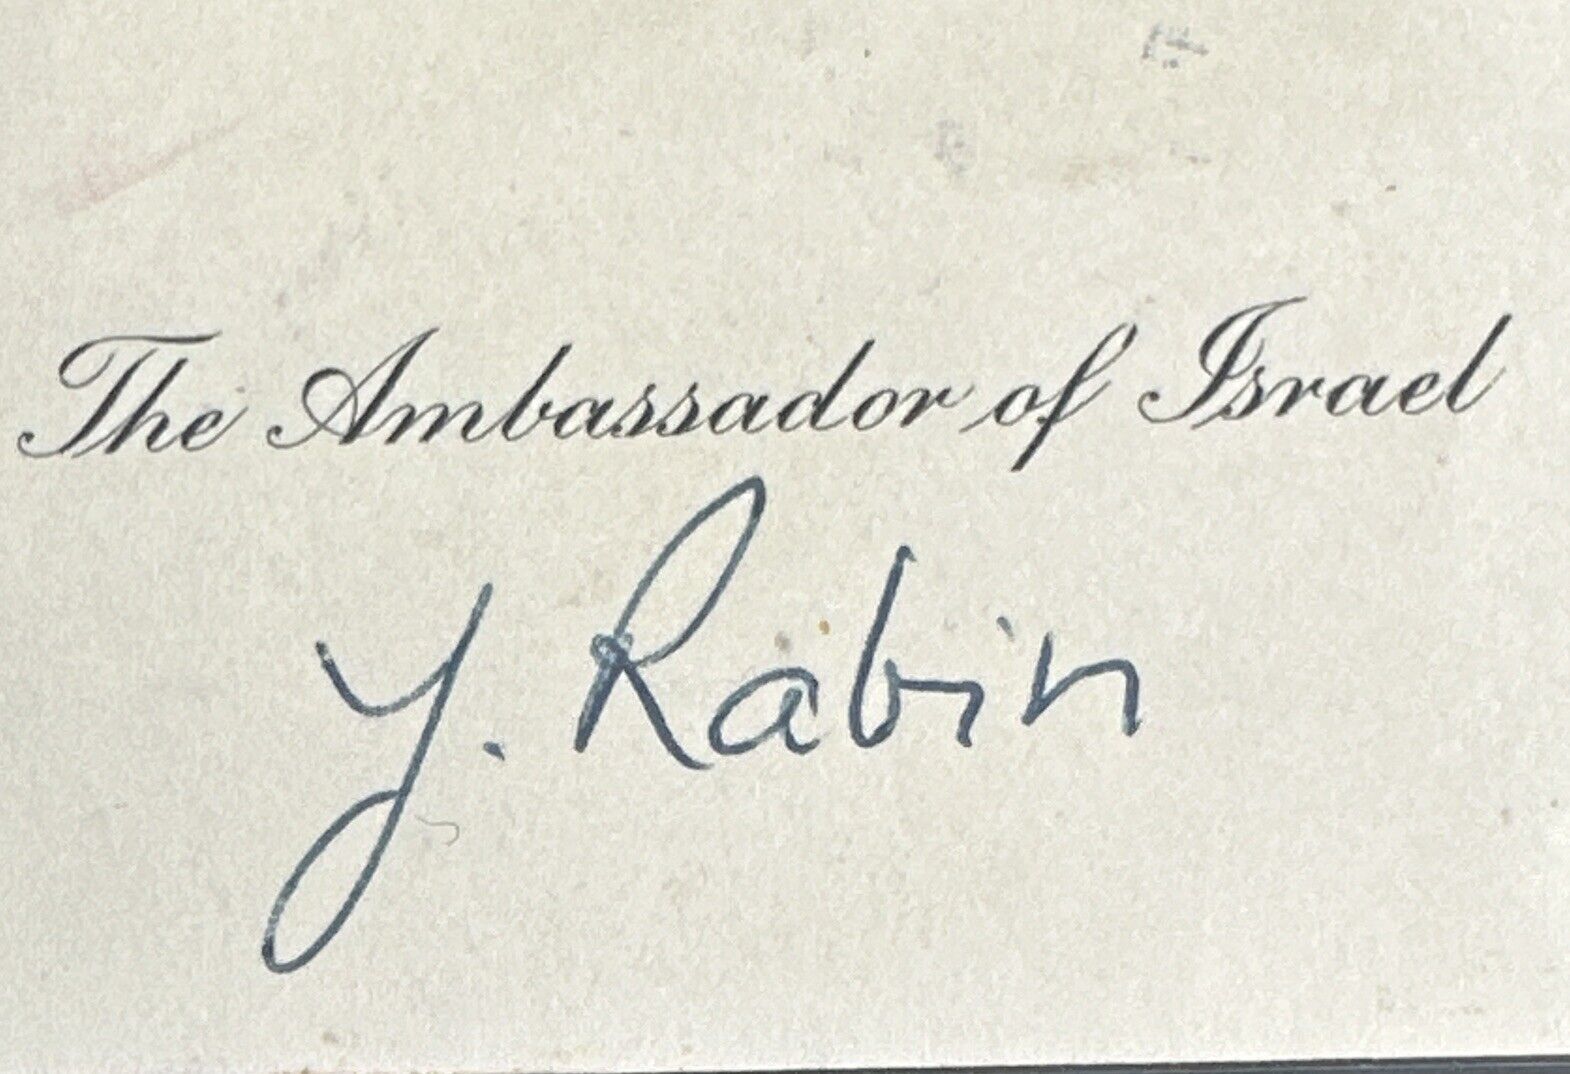 The Ambassador of Israel
Y. Rabin